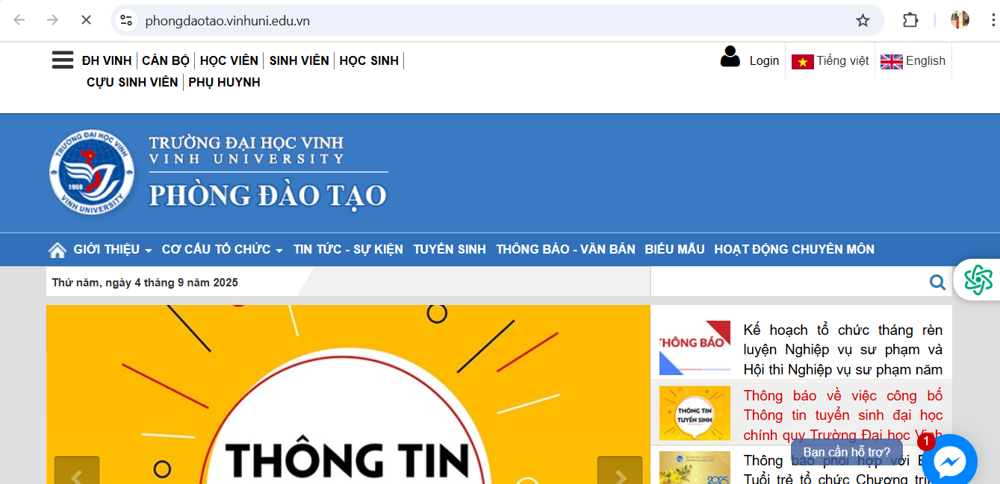 phongdaotao.vinhuni.edu.vn
ĐH VINH CÁN BỘ HỌC VIÊN SINH VIÊN HỌC SINH
CỰU SINH VIÊN PHỤ HUYNH
Login Tiếng việt English
TRƯỜNG ĐẠI HỌC VINH
1959
VINH UNIVERSITY
TRƯỜNG ĐẠI HỌC VINH
VINH UNIVERSITY
PHÒNG ĐÀO TẠO
GIỚI THIỆU CƠ CẤU TỔ CHỨC TIN TỨC - SỰ KIỆN TUYỂN SINH THÔNG BÁO - VĂN BẢN BIỂU MẪU HOẠT ĐỘNG CHUYÊN MÔN
Thứ năm, ngày 4 tháng 9 năm 2025
THÔNG TIN
THÔNG BÁO
Kế hoạch tổ chức tháng rèn
luyện Nghiệp vụ sư phạm và
Hội thi Nghiệp vụ sư phạm năm
THÔNG TIN
TUYỂN SINH
Thông báo về việc công bố
Thông tin tuyển sinh đại học
chính quy Trường Đại học Vinh
2025
Thông báo phối hợp với
Tuổi trẻ tổ chức Chương
Bạn cần hỗ trợ?
1